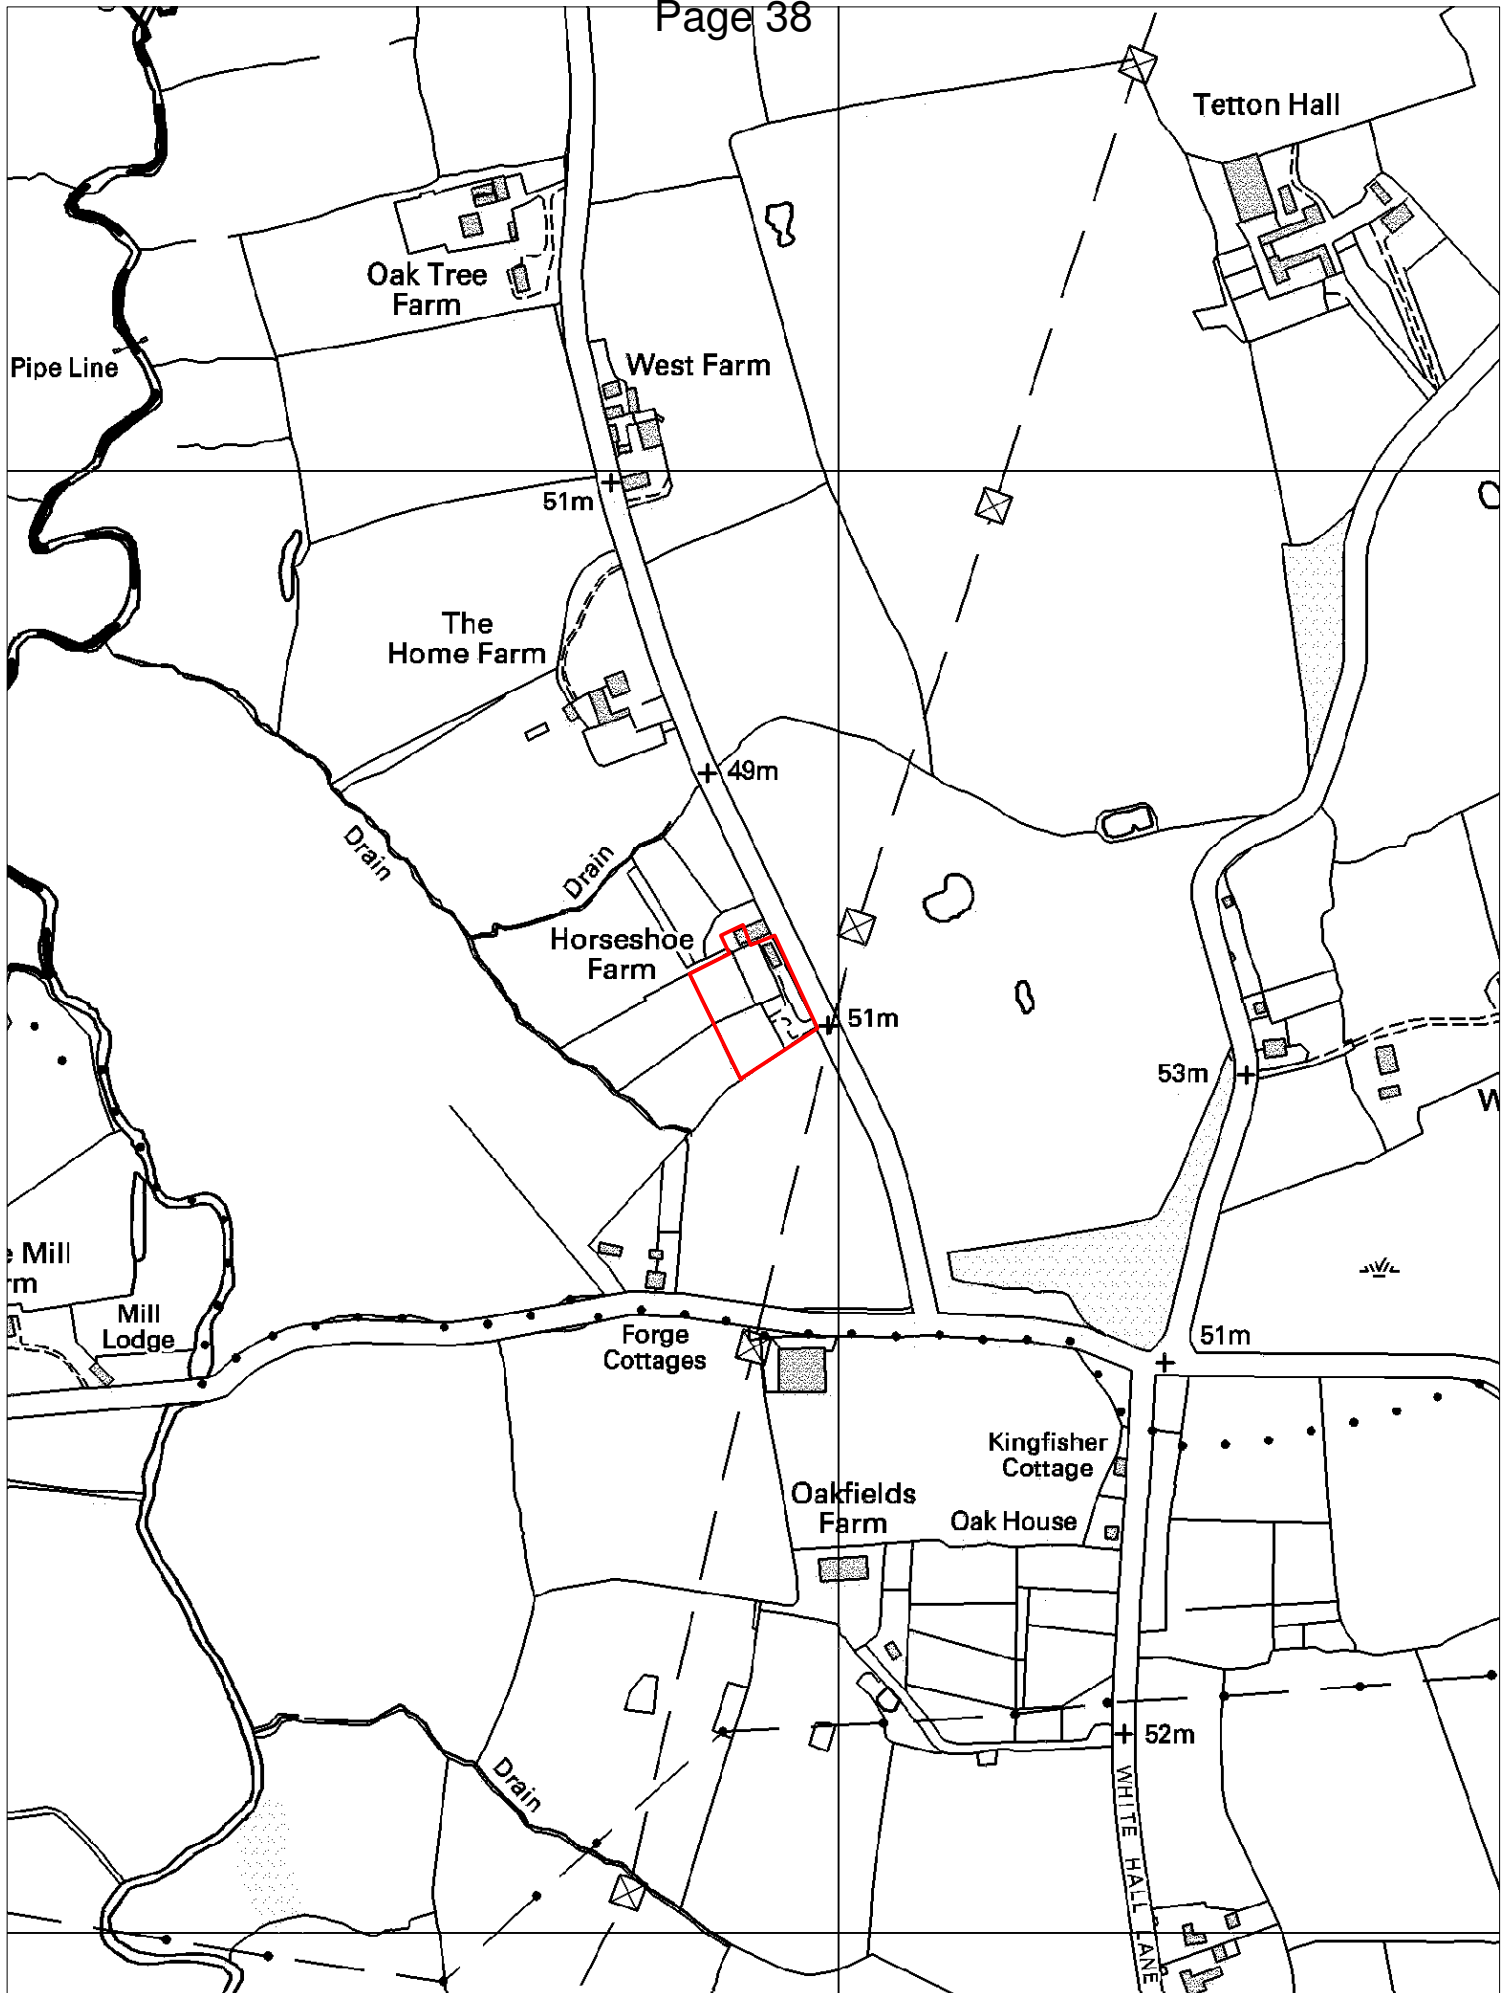 Page 38
Tetton Hall
Oak Tree
Farm
Pipe Line
West Farm
51m
The
Home Farm
49m
Drain
Drain
Horseshoe
Farm
51m
53m
W
e Mill
rm
Mill
Lodge
Forge
Cottages
51m
Kingfisher
Cottage
Oakfields
Farm
Oak House
52m
Drain
WHITE HALL LANE